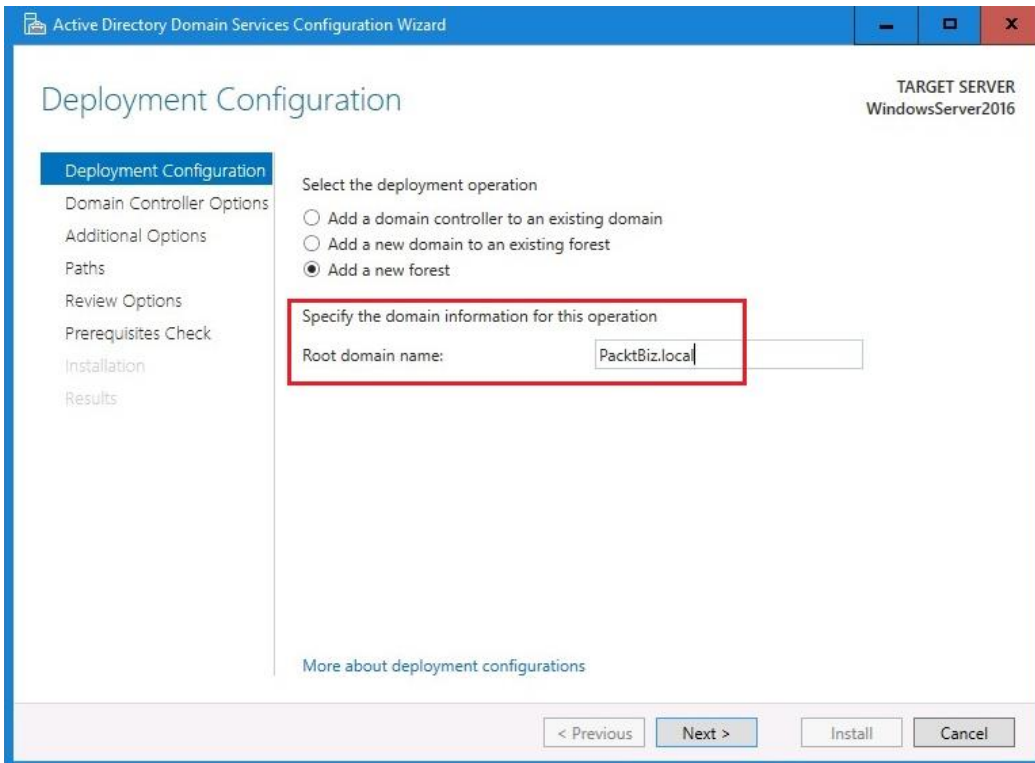 Active Directory Domain Services Configuration Wizard
Deployment Configuration
TARGET SERVER
WindowsServer2016
Deployment Configuration
Domain Controller Options
Additional Options
Paths
Review Options
Prerequisites Check
Installation
Results
Select the deployment operation
Add a domain controller to an existing domain
Add a new domain to an existing forest
Add a new forest
Specify the domain information for this operation
Root domain name: PacktBiz.local
More about deployment configurations
< Previous Next > Install Cancel